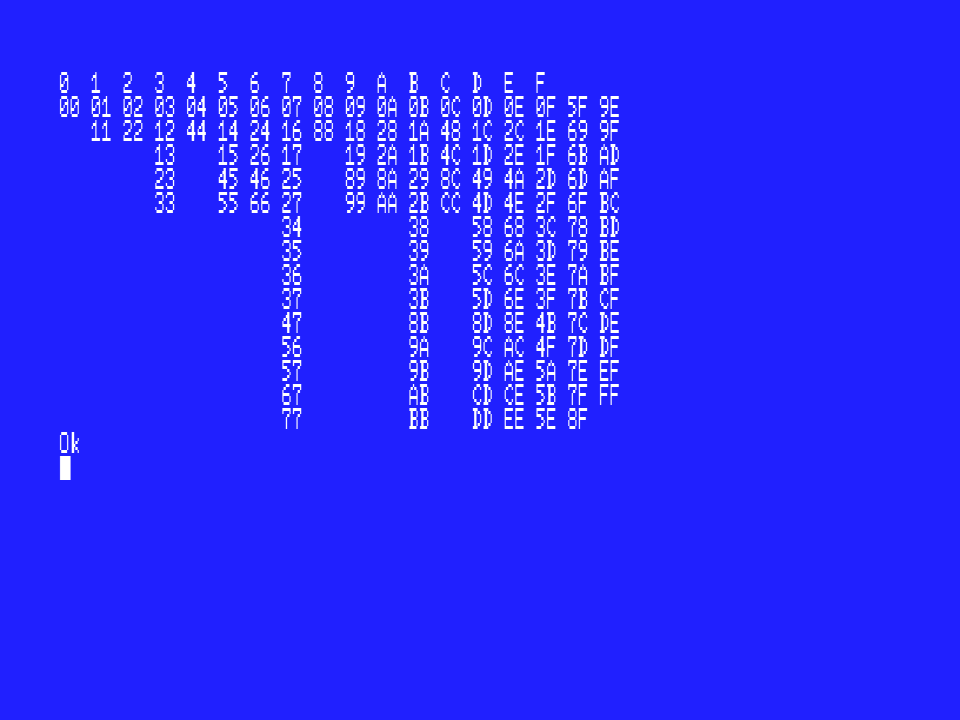 0  1  2  3  4  5  6  7  8  9  A  B  C  D  E  F
00 01 02 03 04 05 06 07 08 09 0A 0B 0C 0D 0E 0F 5F 9E
   11 22 12 44 14 24 16 88 18 28 1A 48 1C 2C 1E 69 9F
         13    15 26 17    19 2A 1B 4C 1D 2E 1F 6B AD
         23    45 46 25    89 8A 29 8C 49 4A 2D 6D AF
         33    55 66 27    99 AA 2B CC 4D 4E 2F 6F BC
                     34          38    58 68 3C 78 BD
                     35          39    59 6A 3D 79 BE
                     36          3A    5C 6C 3E 7A BF
                     37          3B    5D 6E 3F 7B CF
                     47          8B    8D 8E 4B 7C DE
                     56          9A    9C AC 4F 7D DF
                     57          9B    9D AE 5A 7E EF
                     67          AB    CD CE 5B 7F FF
                     77          BB    DD EE 5E 8F
Ok